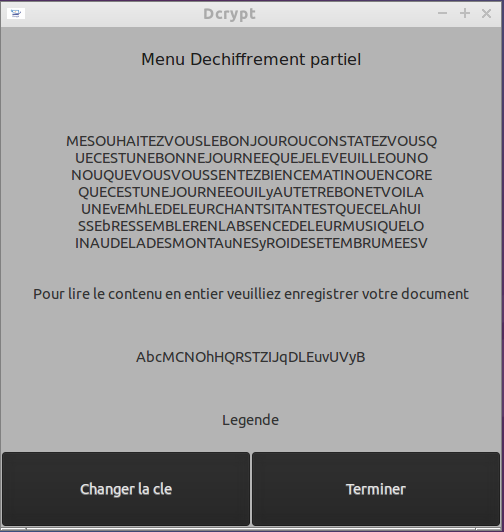 Dcrypt
Menu Dechiffrement partiel
MESOUHAITEZVOUSLEBONJOUROUCONSTATEZVOUSQ
UECESTUNEBONNEJOURNEEQUEJELEVEUILLEOUNO
NOUQUEVOUSVOUSSENTEZBIENCEMATINOUENCORE
QUECESTUNEJOURNEEOUILyAUTETREBONETVOILA
UNEvEMhLEDELEURCHANTSITANTESTQUECELAhUI
SSEbRESSEMBLERENLABSENCEDELEURMUSIQUELO
INAUDELADESMONTAuNESyROIDESETEMBRUMEESV
Pour lire le contenu en entier veuilliez enregistrer votre document
AbcMCNOhHQRSTZIJqDLEuvUVyB
Legende
Changer la cle
Terminer